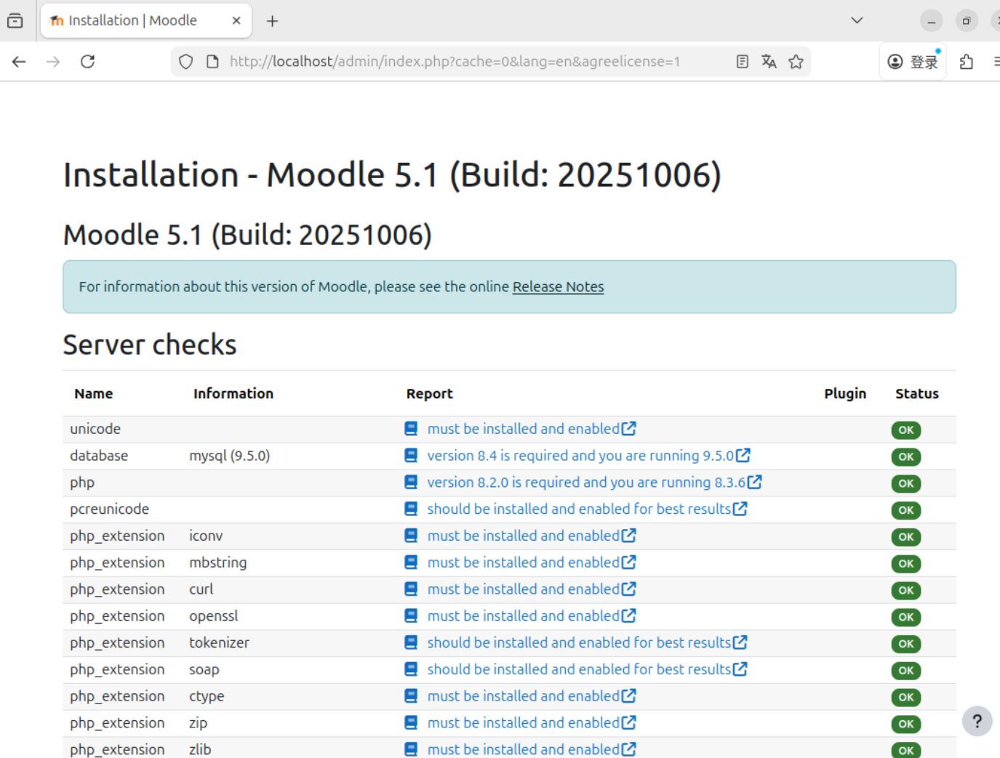 Installation | Moodle
http://localhost/admin/index.php?cache=0&lang=en&agreelicense=1
登录
Installation - Moodle 5.1 (Build: 20251006)
Moodle 5.1 (Build: 20251006)
For information about this version of Moodle, please see the online Release Notes
Server checks
Name Information Report Plugin Status
unicode must be installed and enabled OK
database mysql (9.5.0) version 8.4 is required and you are running 9.5.0 OK
php version 8.2.0 is required and you are running 8.3.6 OK
pcreunicode should be installed and enabled for best results OK
php_extension iconv must be installed and enabled OK
php_extension mbstring must be installed and enabled OK
php_extension curl must be installed and enabled OK
php_extension openssl must be installed and enabled OK
php_extension tokenizer should be installed and enabled for best results OK
php_extension soap should be installed and enabled for best results OK
php_extension ctype must be installed and enabled OK
php_extension zip must be installed and enabled OK
?
php_extension zlib must be installed and enabled OK